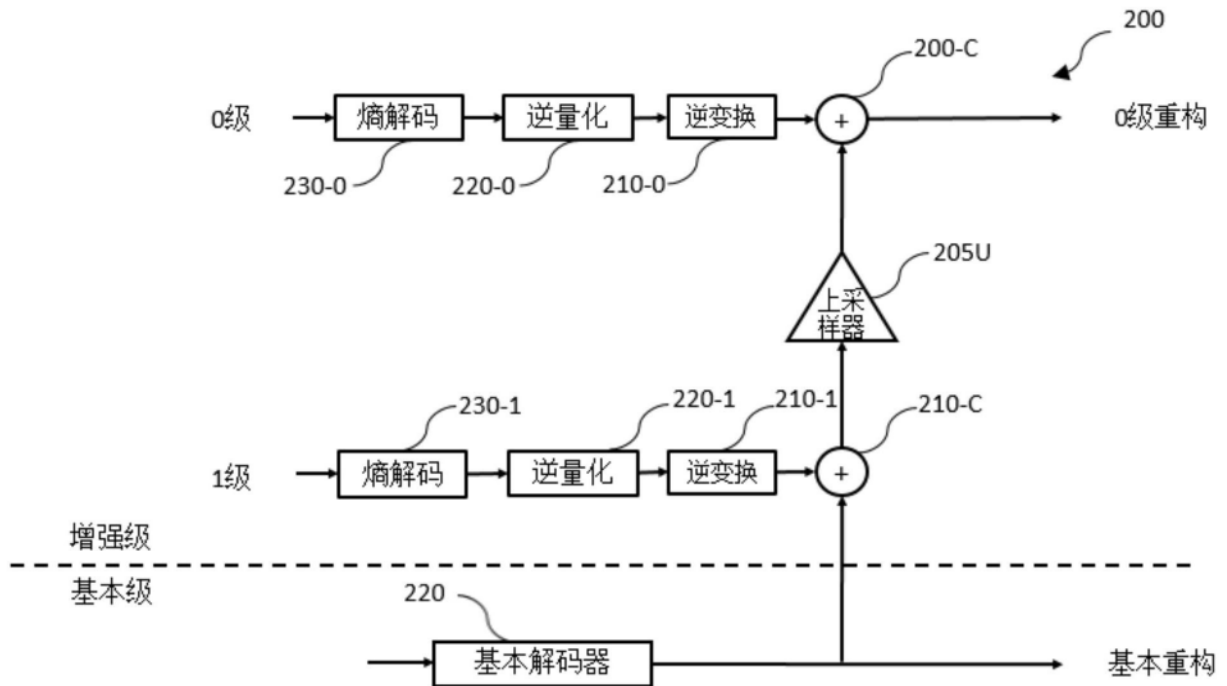 200
200-C
0级
熵解码
逆量化
逆变换
+
0级重构
230-0
220-0
210-0
205U
上采
样器
230-1
220-1
210-1
210-C
1级
熵解码
逆量化
逆变换
+
增强级
基本级
220
基本解码器
基本重构